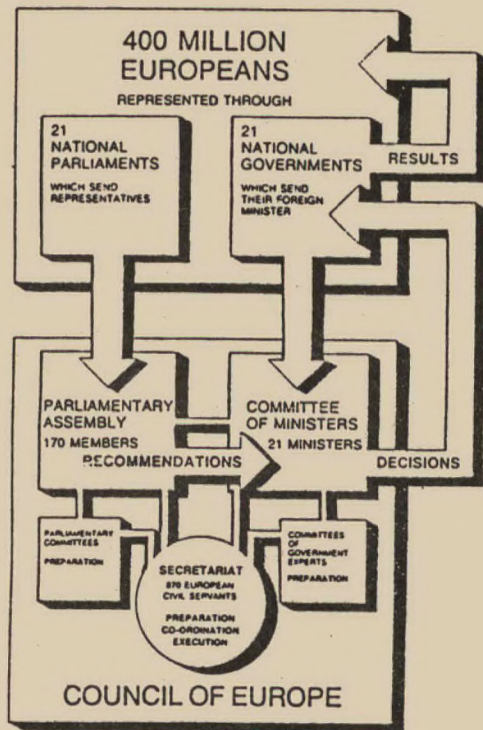 400 MILLION
EUROPEANS
REPRESENTED THROUGH
21
NATIONAL
PARLIAMENTS
WHICH SEND
REPRESENTATIVES
21
NATIONAL
GOVERNMENTS
WHICH SEND
THEIR FOREIGN
MINISTER
RESULTS
PARLIAMENTARY
ASSEMBLY
170 MEMBERS
COMMITTEE
OF MINISTERS
21 MINISTERS
RECOMMENDATIONS
DECISIONS
PARLIAMENTARY
COMMITTEES
PREPARATION
SECRETARIAT
870 EUROPEAN
CIVIL SERVANTS
PREPARATION
CO-ORDINATION
EXECUTION
COMMITTEES
OF
GOVERNMENT
EXPERTS
PREPARATION
COUNCIL OF EUROPE